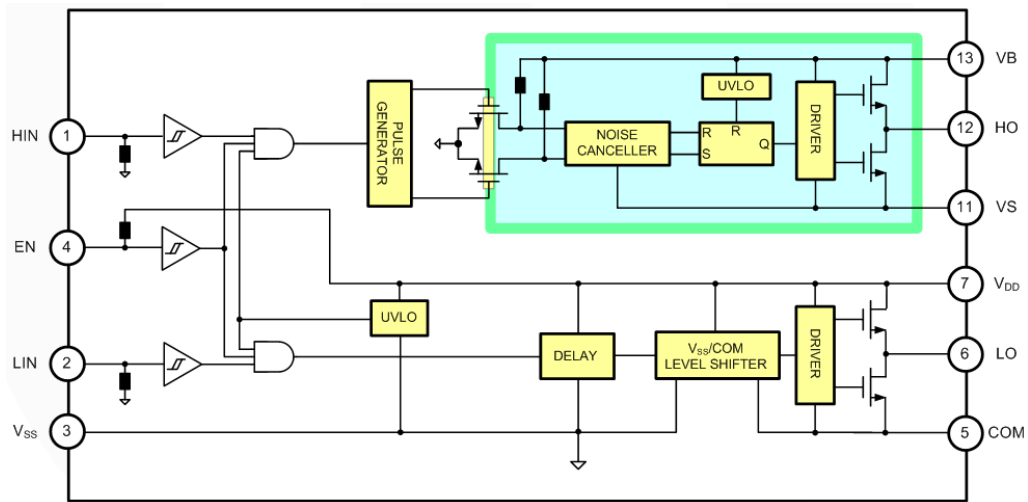 13 VB
UVLO
HIN 1
PULSE
GENERATOR
NOISE
CANCELLER
R
S
R
Q
DRIVER
12 HO
11 VS
EN 4
7 VDD
UVLO
LIN 2
DELAY
VSS/COM
LEVEL SHIFTER
DRIVER
6 LO
VSS 3
5 COM